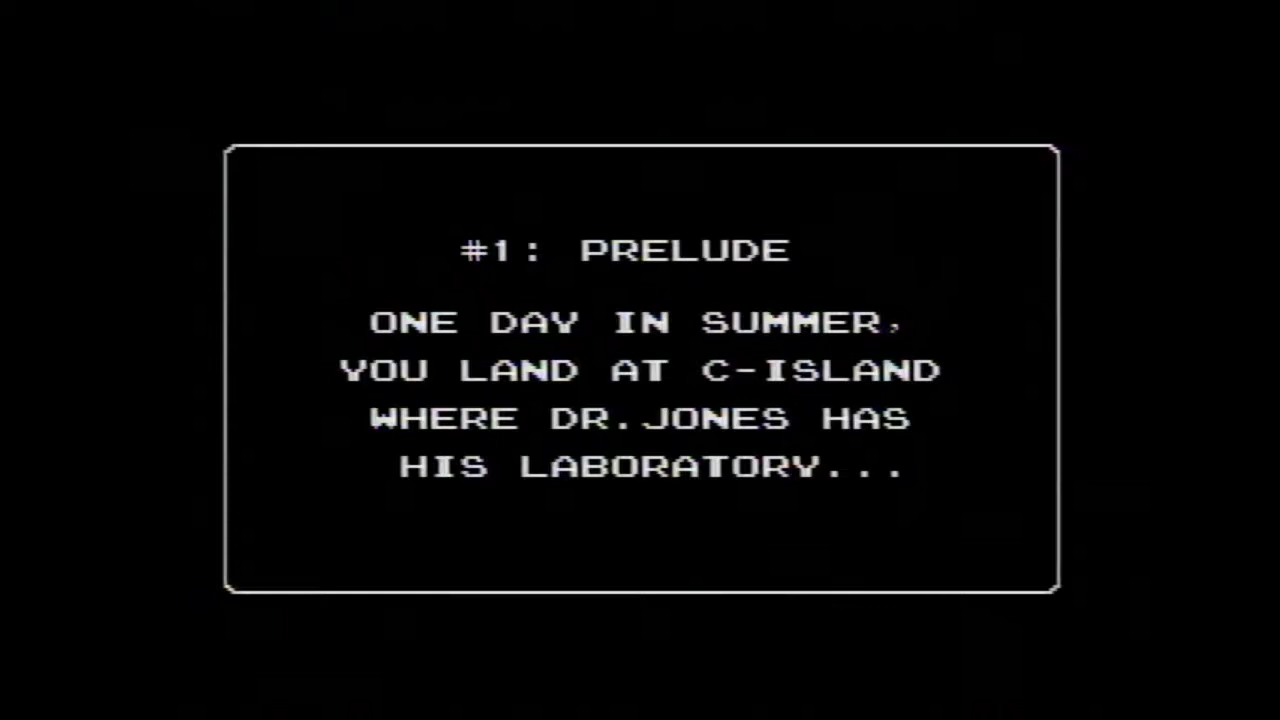 #1: PRELUDE
ONE DAY IN SUMMER,
YOU LAND AT C-ISLAND
WHERE DR.JONES HAS
HIS LABORATORY...